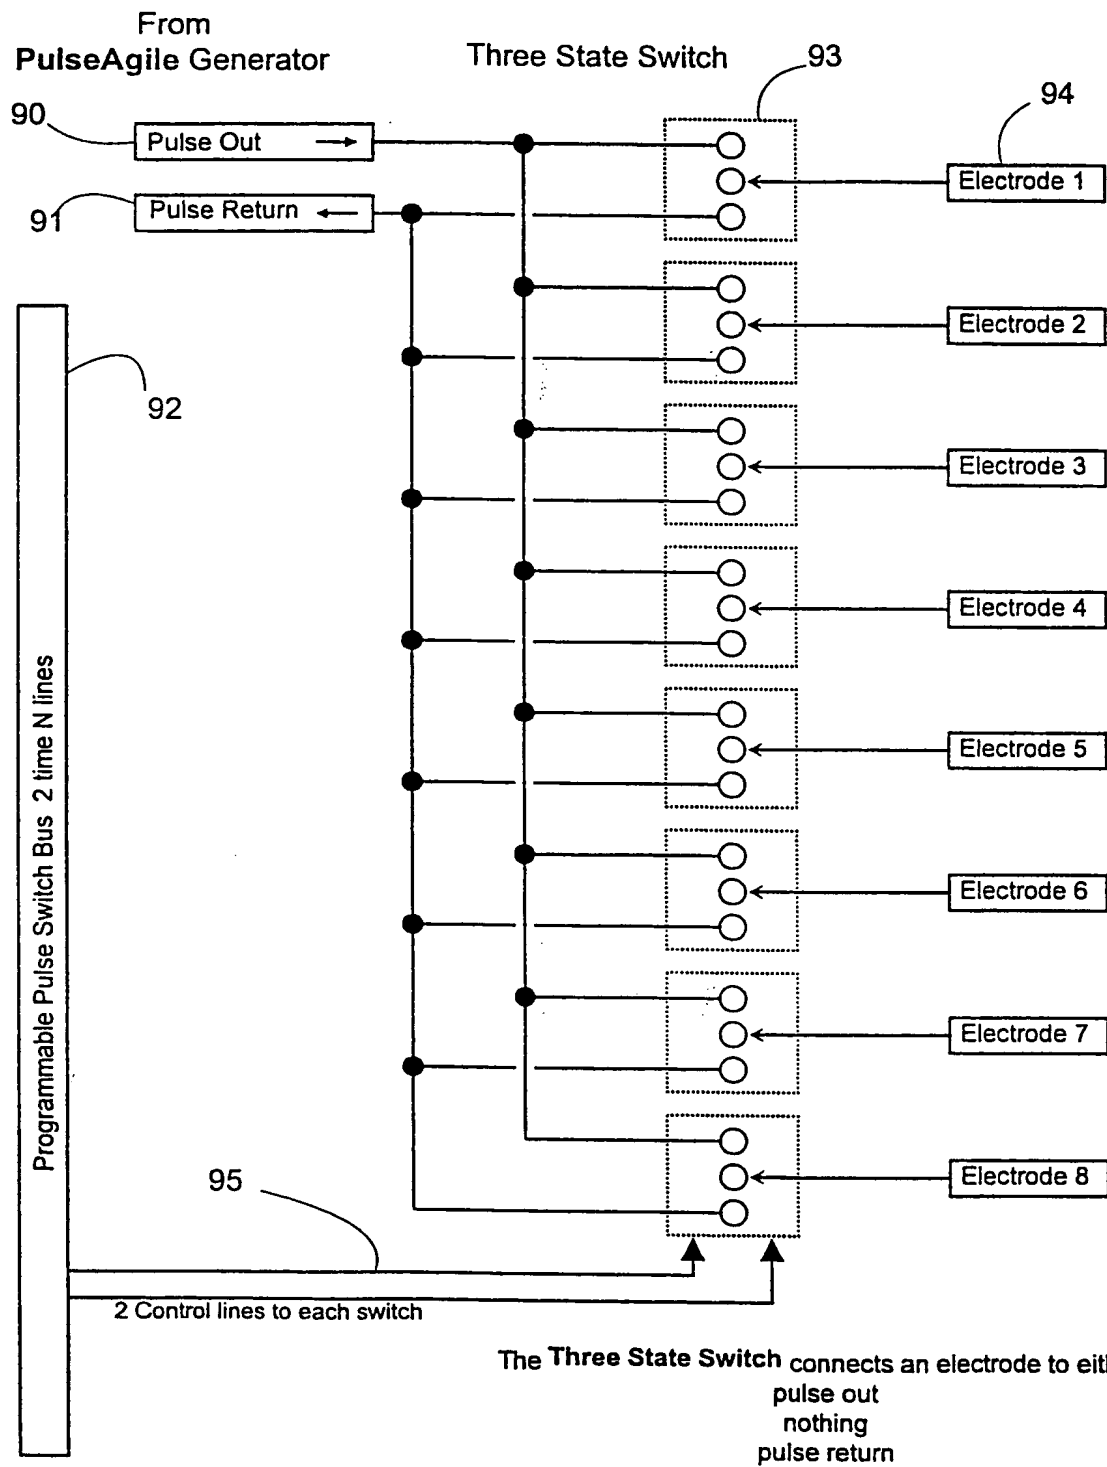 From
PulseAgile Generator
Three State Switch
93
90
Pulse Out
94
Electrode 1
91
Pulse Return
Electrode 2
92
Electrode 3
Electrode 4
Electrode 5
Programmable Pulse Switch Bus 2 time N lines
Electrode 6
Electrode 7
95
Electrode 8
2 Control lines to each switch
The Three State Switch connects an electrode to
pulse out
nothing
pulse return